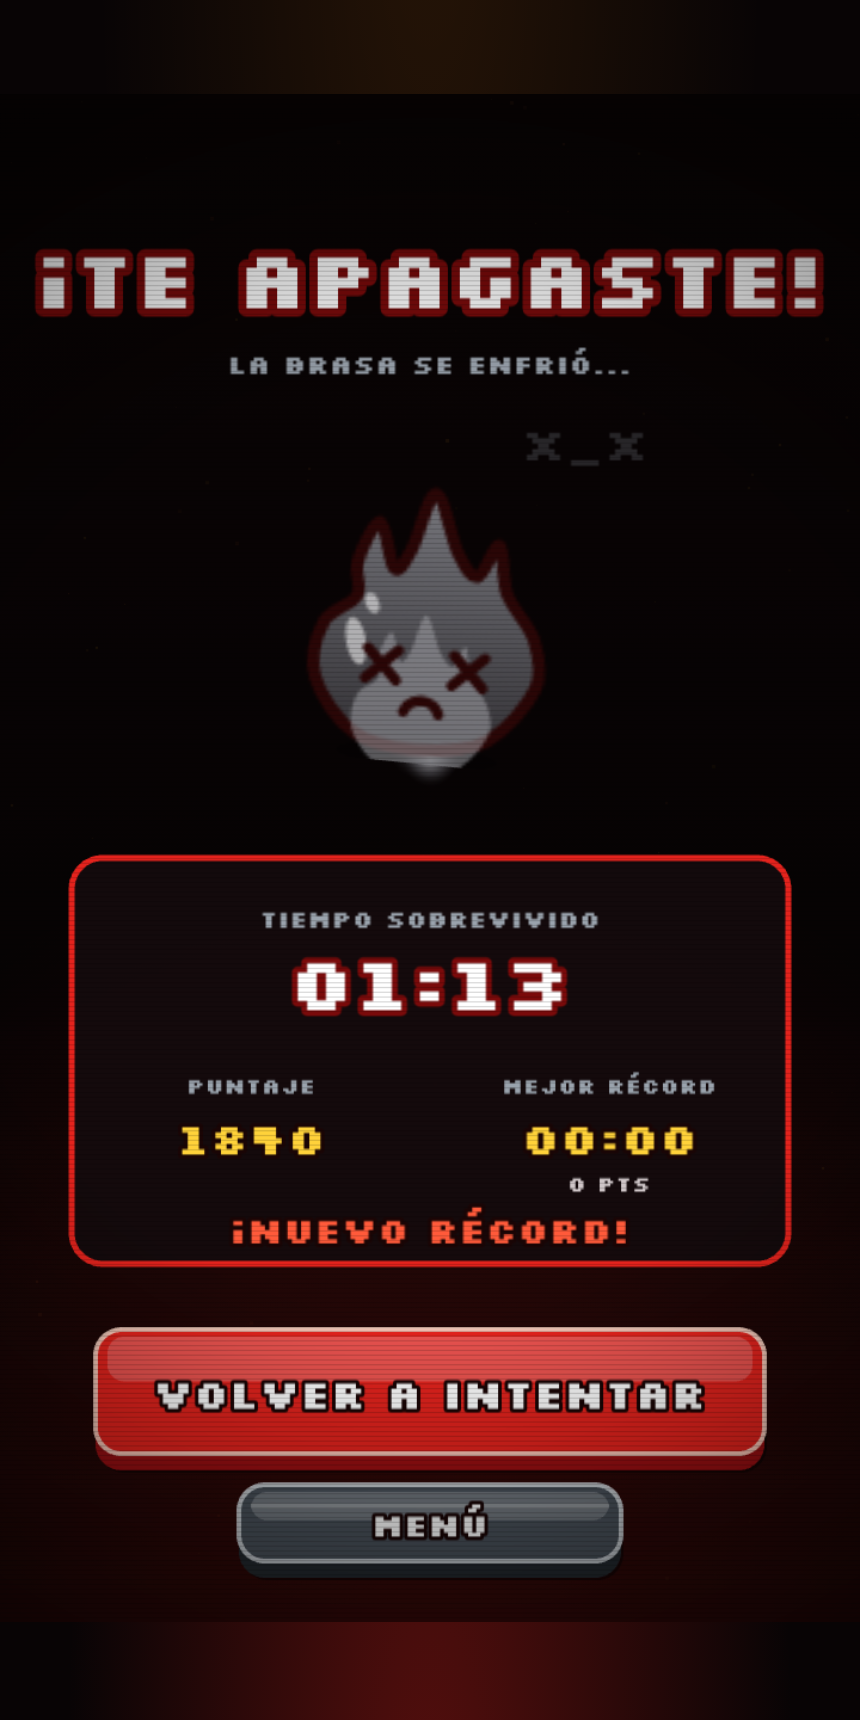 ¡TE APAGASTE!
LA BRASA SE ENFRIÓ...
X_X
TIEMPO SOBREVIVIDO
01:13
PUNTAJE MEJOR RÉCORD
1840 00:00
0 PTS
¡NUEVO RÉCORD!
VOLVER A INTENTAR
MENÚ